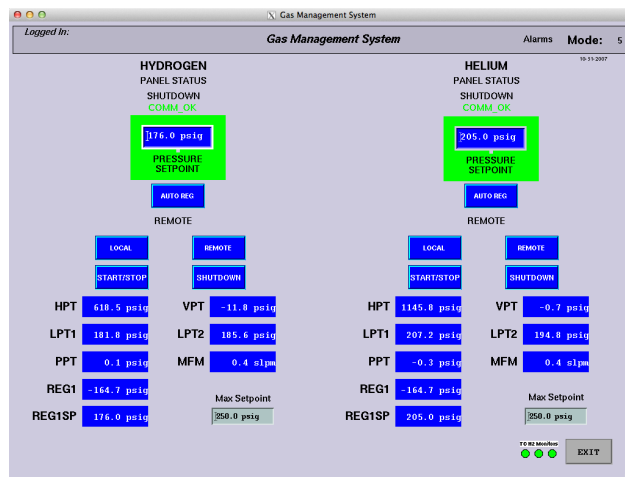 Gas Management System
Logged In:
Gas Management System
Alarms
Mode: 5
10-31-2007
HYDROGEN
PANEL STATUS
SHUTDOWN
COMM_OK
176.0 psig
PRESSURE
SETPOINT
AUTO REG
REMOTE
LOCAL
REMOTE
START/STOP
SHUTDOWN
HPT 618.5 psig VPT -11.8 psig
LPT1 181.8 psig LPT2 185.6 psig
PPT 0.1 psig MFM 0.4 slpm
REG1 -164.7 psig
Max Setpoint
REG1SP 176.0 psig 250.0 psig
HELIUM
PANEL STATUS
SHUTDOWN
COMM_OK
205.0 psig
PRESSURE
SETPOINT
AUTO REG
REMOTE
LOCAL
REMOTE
START/STOP
SHUTDOWN
HPT 1145.8 psig VPT -0.7 psig
LPT1 207.2 psig LPT2 194.8 psig
PPT -0.3 psig MFM 0.4 slpm
REG1 -164.7 psig
Max Setpoint
REG1SP 205.0 psig 250.0 psig
TO H2 Monitors
EXIT